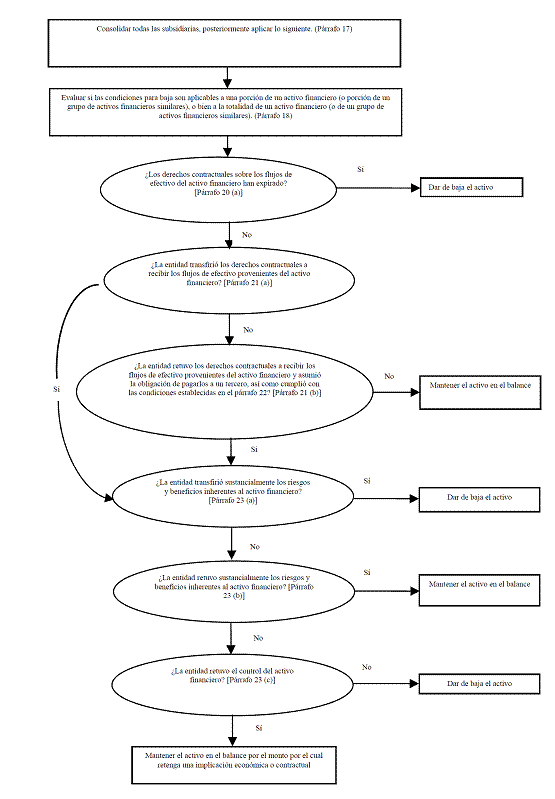 Consolidar todas las subsidiarias, posteriormente aplicar lo siguiente. (Párrafo 17)
Evaluar si las condiciones para baja son aplicables a una porción de un activo financiero (o porción de un
grupo de activos financieros similares), o bien a la totalidad de un activo financiero (o de un grupo de
activos financieros similares). (Párrafo 18)
¿Los derechos contractuales sobre los flujos de
efectivo del activo financiero han expirado?
[Párrafo 20 (a)]
Sí
Dar de baja el activo
No
¿La entidad transfirió los derechos contractuales a
recibir los flujos de efectivo provenientes del activo
financiero? [Párrafo 21 (a)]
No
Sí
¿La entidad retuvo los derechos contractuales a recibir los
flujos de efectivo provenientes del activo financiero y asumió
la obligación de pagarlos a un tercero, así como cumplió con
las condiciones establecidas en el párrafo 22? [Párrafo 21 (b)]
No
Mantener el activo en el balance
Sí
¿La entidad transfirió sustancialmente los riesgos
y beneficios inherentes al activo financiero?
[Párrafo 23 (a)]
Sí
Dar de baja el activo
No
¿La entidad retuvo sustancialmente los riesgos y
beneficios inherentes al activo financiero? [Párrafo
23 (b)]
Sí
Mantener el activo en el balance
No
¿La entidad retuvo el control del activo
financiero? [Párrafo 23 (c)]
No
Dar de baja el activo
Sí
Mantener el activo en el balance por el monto por el cual
retenga una implicación económica o contractual